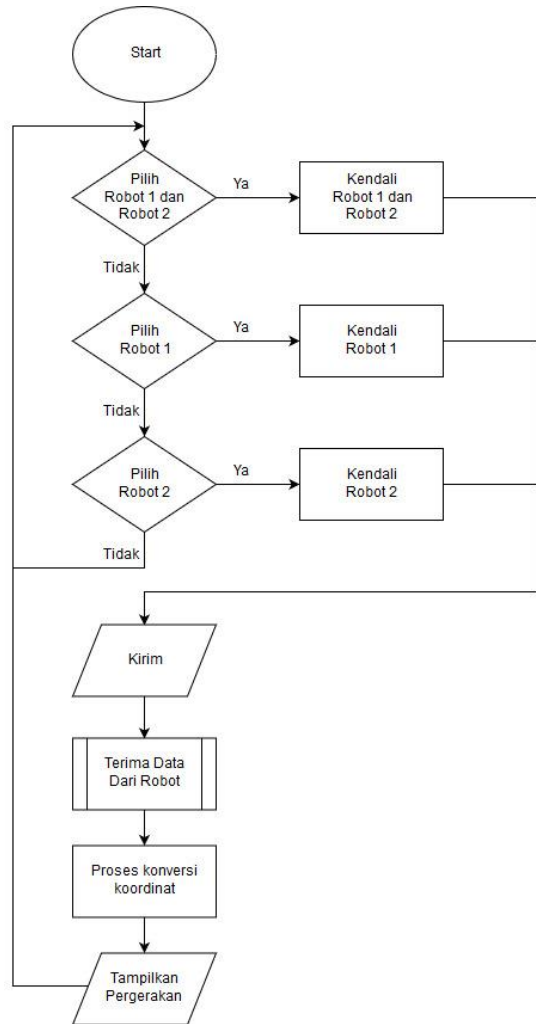 Start
Pilih
Robot 1 dan
Robot 2
Ya
Kendali
Robot 1 dan
Robot 2
Tidak
Pilih
Robot 1
Ya
Kendali
Robot 1
Tidak
Pilih
Robot 2
Ya
Kendali
Robot 2
Tidak
Kirim
Terima Data
Dari Robot
Proses konversi
koordinat
Tampilkan
Pergerakan